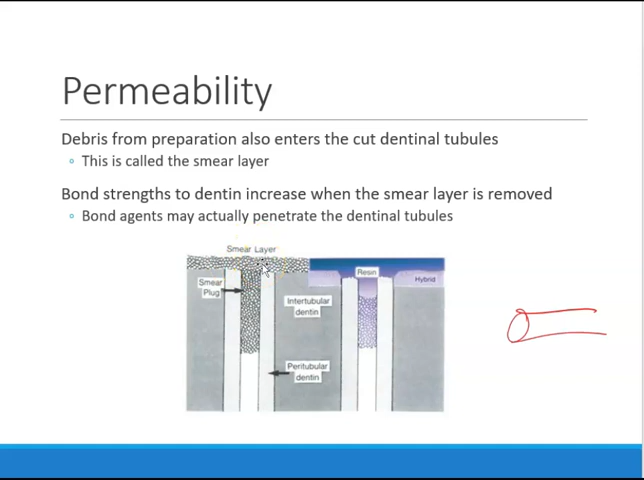 Permeability
Debris from preparation also enters the cut dentinal tubules
This is called the smear layer
Bond strengths to dentin increase when the smear layer is removed
Bond agents may actually penetrate the dentinal tubules
Smear Layer
Resin
Hybrid
Smear
Plug
Intertubular
dentin
Peritubular
dentin